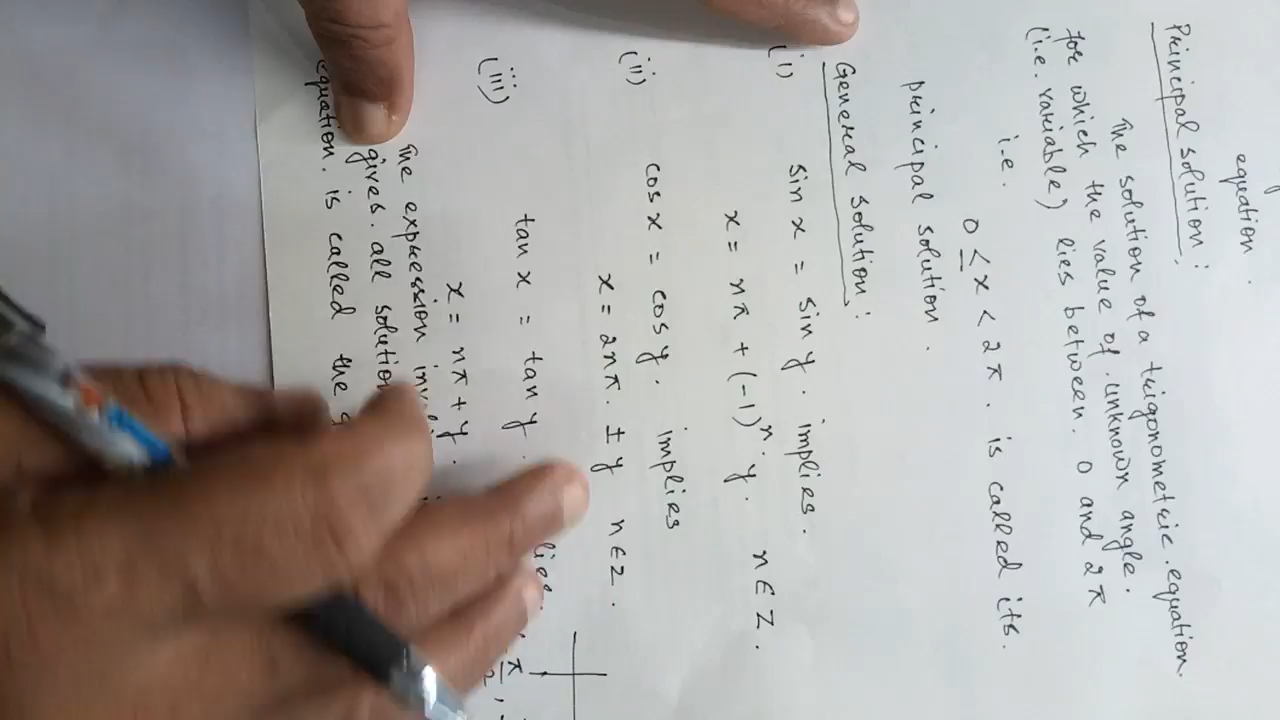 equation.
Principal solution:
The solution of a trigonometric equation.
for which the value of unknown angle.
(i.e. variable) lies between. 0 and 2π
i.e. 0 ≤ x < 2π. is called its.
principal solution.
General solution:
(i) sin x = sin y. implies.
x = nπ + (-1)ⁿ. y. n ∈ Z.
(ii) cos x = cos y. implies
x = 2nπ. ± y n ∈ z.
(iii) tan x = tan y.
x = nπ + y.
The expression
gives. all
equation. is called the